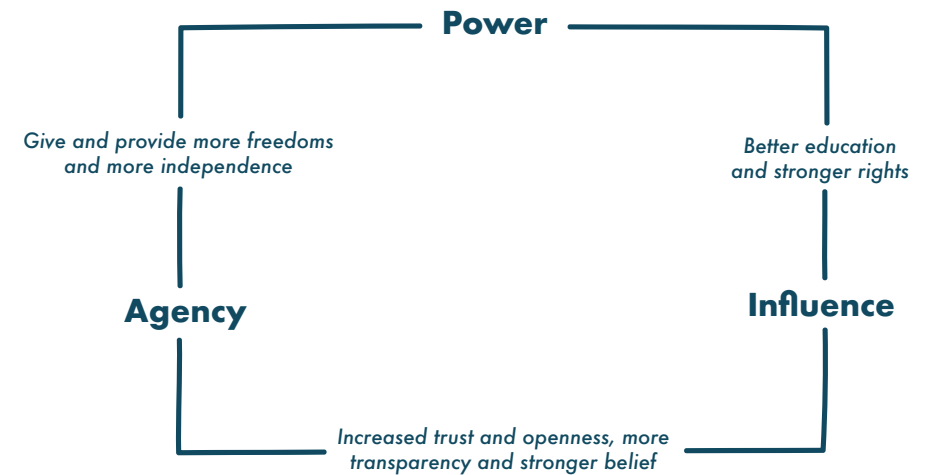 Power
Give and provide more freedoms
and more independence
Better education
and stronger rights
Agency
Influence
Increased trust and openness, more
transparency and stronger belief